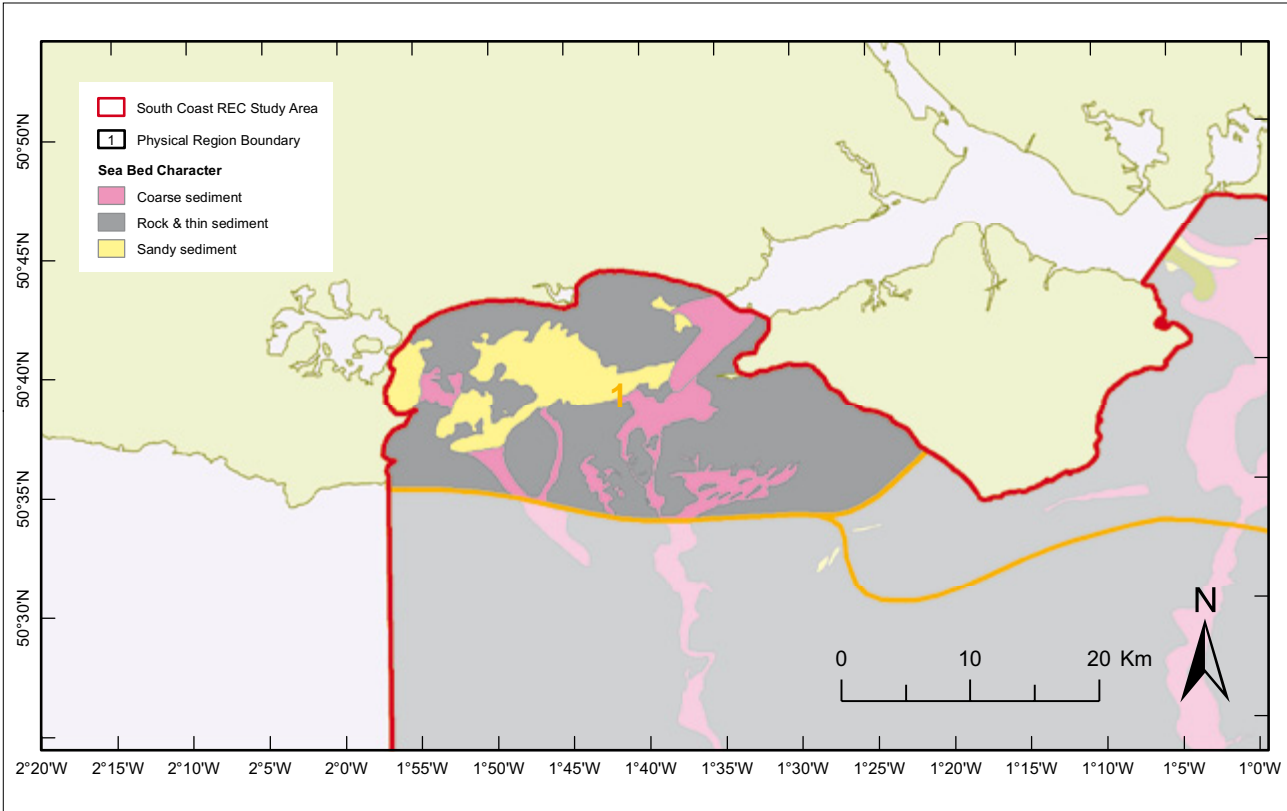 South Coast REC Study Area
1 Physical Region Boundary
Sea Bed Character
Coarse sediment
Rock & thin sediment
Sandy sediment
50°50'N
50°45'N
50°40'N
50°35'N
50°30'N
1
N
0 10 20 Km
2°20'W 2°15'W 2°10'W 2°5'W 2°0'W 1°55'W 1°50'W 1°45'W 1°40'W 1°35'W 1°30'W 1°25'W 1°20'W 1°15'W 1°10'W 1°5'W 1°0'W